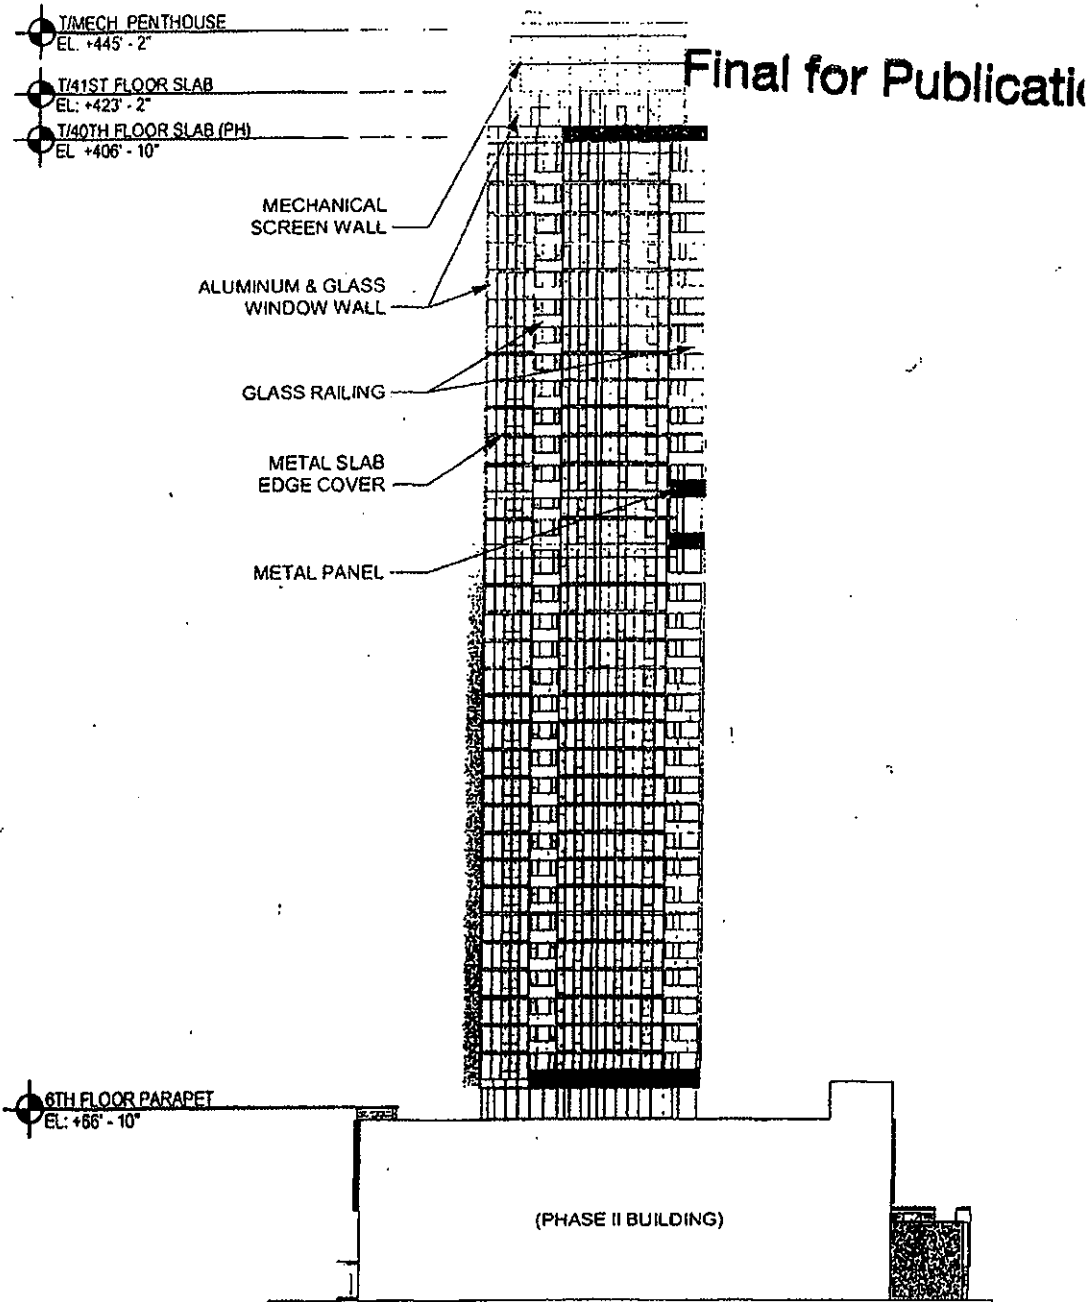 T/MECH PENTHOUSE
EL. +445' - 2"
Final for Publicati
T/41ST FLOOR SLAB
EL: +423' - 2"
T/40TH FLOOR SLAB (PH)
EL +406' - 10"
MECHANICAL
SCREEN WALL
ALUMINUM & GLASS
WINDOW WALL
GLASS RAILING
METAL SLAB
EDGE COVER
METAL PANEL
6TH FLOOR PARAPET
EL: +66' - 10"
(PHASE II BUILDING)